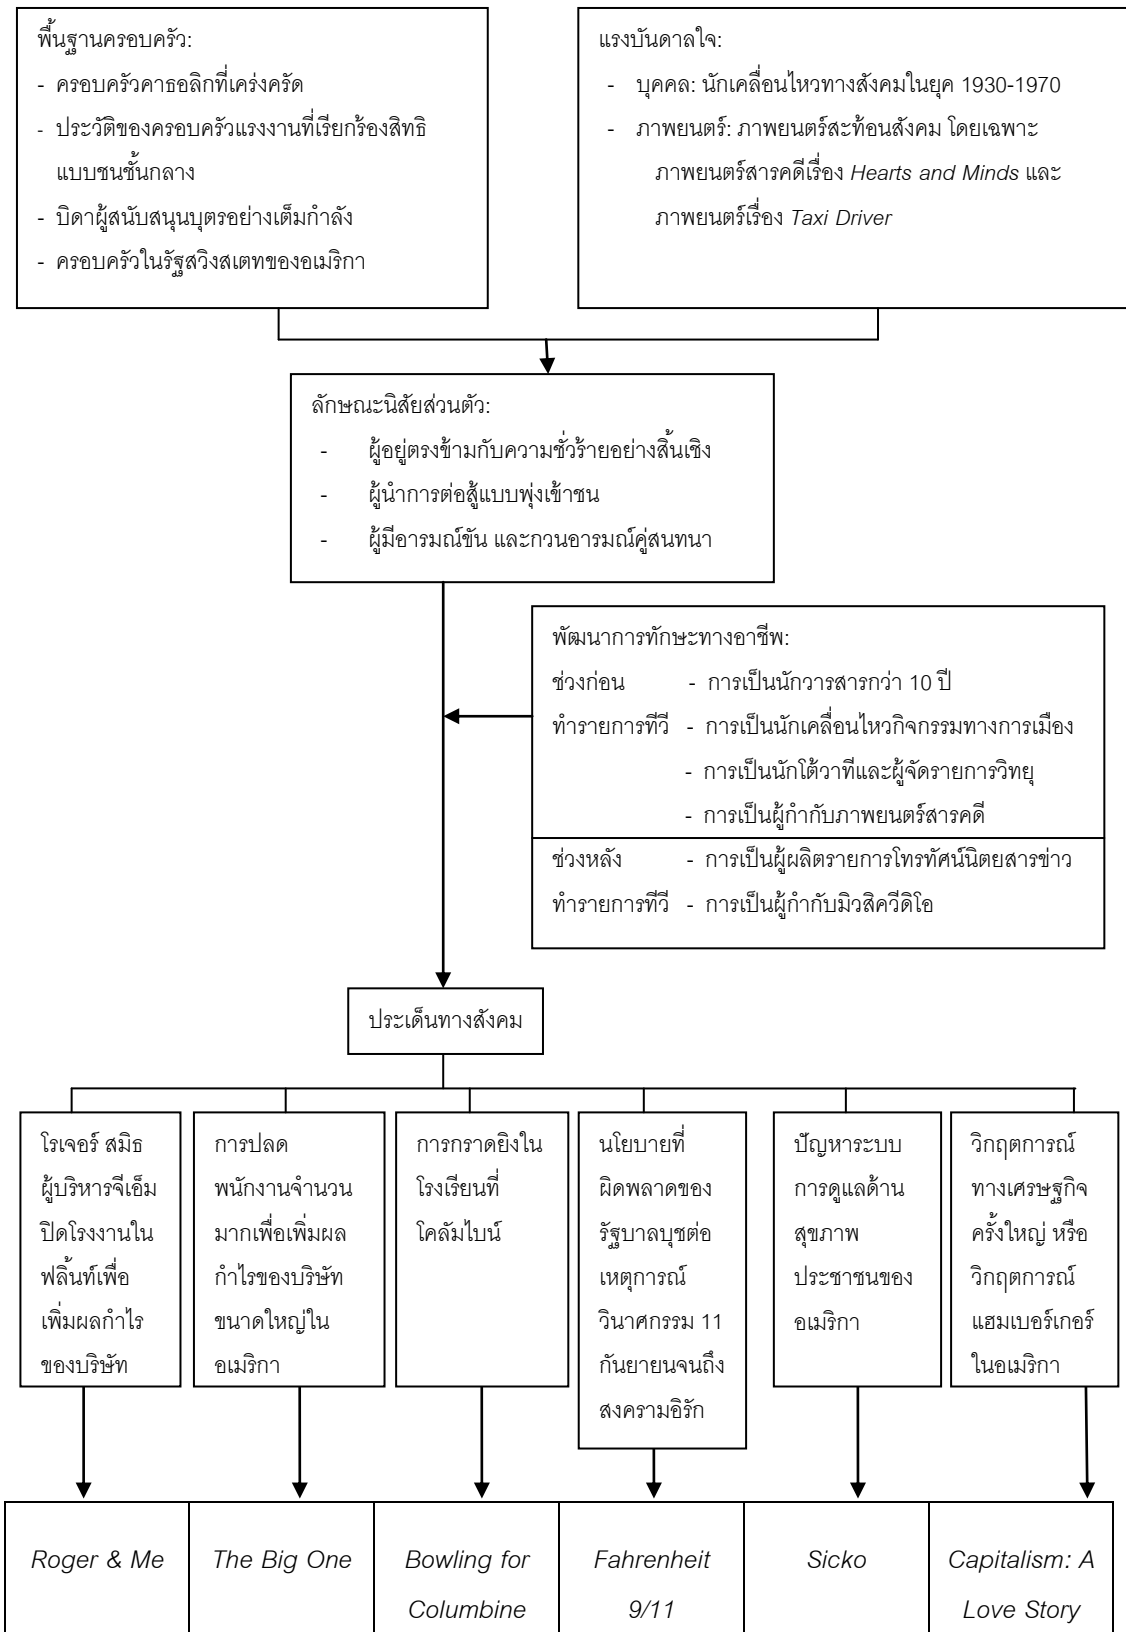 พื้นฐานครอบครัว:
- ครอบครัวคาธอลิกที่เคร่งครัด
- ประวัติของครอบครัวแรงงานที่เรียกร้องสิทธิ
แบบชนชั้นกลาง
- บิดาผู้สนับสนุนบุตรอย่างเต็มกำลัง
- ครอบครัวในรัฐสวิงสเตทของอเมริกา
แรงบันดาลใจ:
- บุคคล: นักเคลื่อนไหวทางสังคมในยุค 1930-1970
- ภาพยนตร์: ภาพยนตร์สะท้อนสังคม โดยเฉพาะ
ภาพยนตร์สารคดีเรื่อง Hearts and Minds และ
ภาพยนตร์เรื่อง Taxi Driver
ลักษณะนิสัยส่วนตัว:
- ผู้อยู่ตรงข้ามกับความชั่วร้ายอย่างสิ้นเชิง
- ผู้นำการต่อสู้แบบพุ่งเข้าชน
- ผู้มีอารมณ์ขัน และกวนอารมณ์คู่สนทนา
พัฒนาการทักษะทางอาชีพ:
ช่วงก่อน - การเป็นนักวารสารกว่า 10 ปี
ทำรายการทีวี - การเป็นนักเคลื่อนไหวกิจกรรมทางการเมือง
- การเป็นนักโต้วาทีและผู้จัดรายการวิทยุ
- การเป็นผู้กำกับภาพยนตร์สารคดี
ช่วงหลัง - การเป็นผู้ผลิตรายการโทรทัศน์นิตยสารข่าว
ทำรายการทีวี - การเป็นผู้กำกับมิวสิควีดิโอ
ประเด็นทางสังคม
โรเจอร์ สมิธ
ผู้บริหารจีเอ็ม
ปิดโรงงานใน
ฟลิ้นท์เพื่อ
เพิ่มผลกำไร
ของบริษัท
การปลด
พนักงานจำนวน
มากเพื่อเพิ่มผล
กำไรของบริษัท
ขนาดใหญ่ใน
อเมริกา
การกราดยิงใน
โรงเรียนที่
โคลัมไบน์
นโยบายที่
ผิดพลาดของ
รัฐบาลบุชต่อ
เหตุการณ์
วินาศกรรม 11
กันยายนจนถึง
สงครามอิรัก
ปัญหาระบบ
การดูแลด้าน
สุขภาพ
ประชาชนของ
อเมริกา
วิกฤตการณ์
ทางเศรษฐกิจ
ครั้งใหญ่ หรือ
วิกฤตการณ์
แฮมเบอร์เกอร์
ในอเมริกา
Roger & Me
The Big One
Bowling for
Columbine
Fahrenheit
9/11
Sicko
Capitalism: A
Love Story